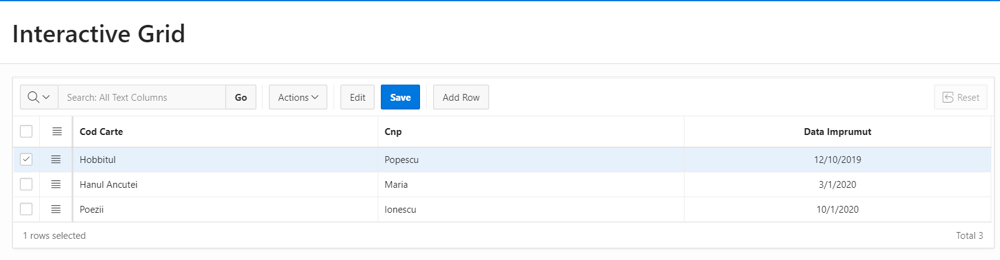 Interactive Grid
Search: All Text Columns Go Actions Edit Save Add Row Reset
Cod Carte Cnp Data Imprumut
Hobbitul Popescu 12/10/2019
Hanul Ancutei Maria 3/1/2020
Poezii Ionescu 10/1/2020
1 rows selected Total 3